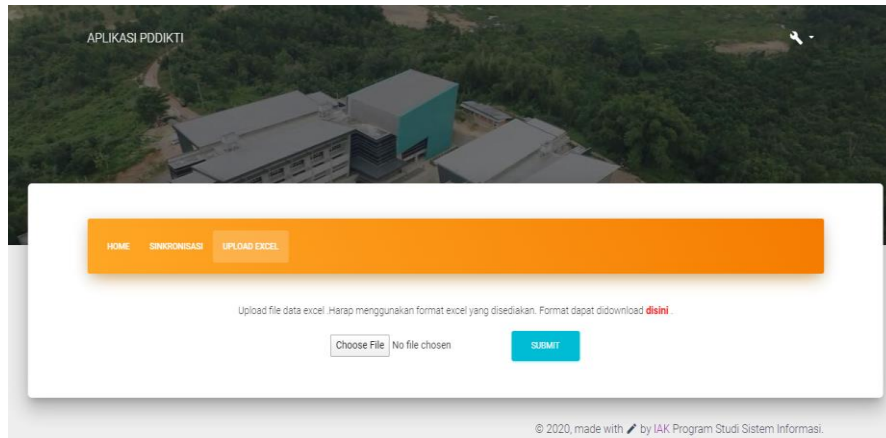 APLIKASI PDDIKTI
HOME SINKRONISASI UPLOAD EXCEL
Upload file data excel .Harap menggunakan format excel yang disediakan. Format dapat didownload disini .
Choose File No file chosen SUBMIT
© 2020, made with by IAK Program Studi Sistem Informasi.